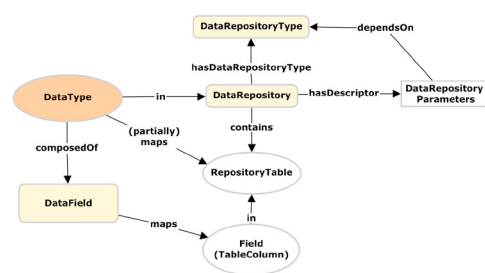 DataRepositoryType
dependsOn
hasDataRepositoryType
DataType
in
DataRepository
hasDescriptor
DataRepository
Parameters
(partially)
maps
contains
composedOf
RepositoryTable
DataField
maps
in
Field
(TableColumn)